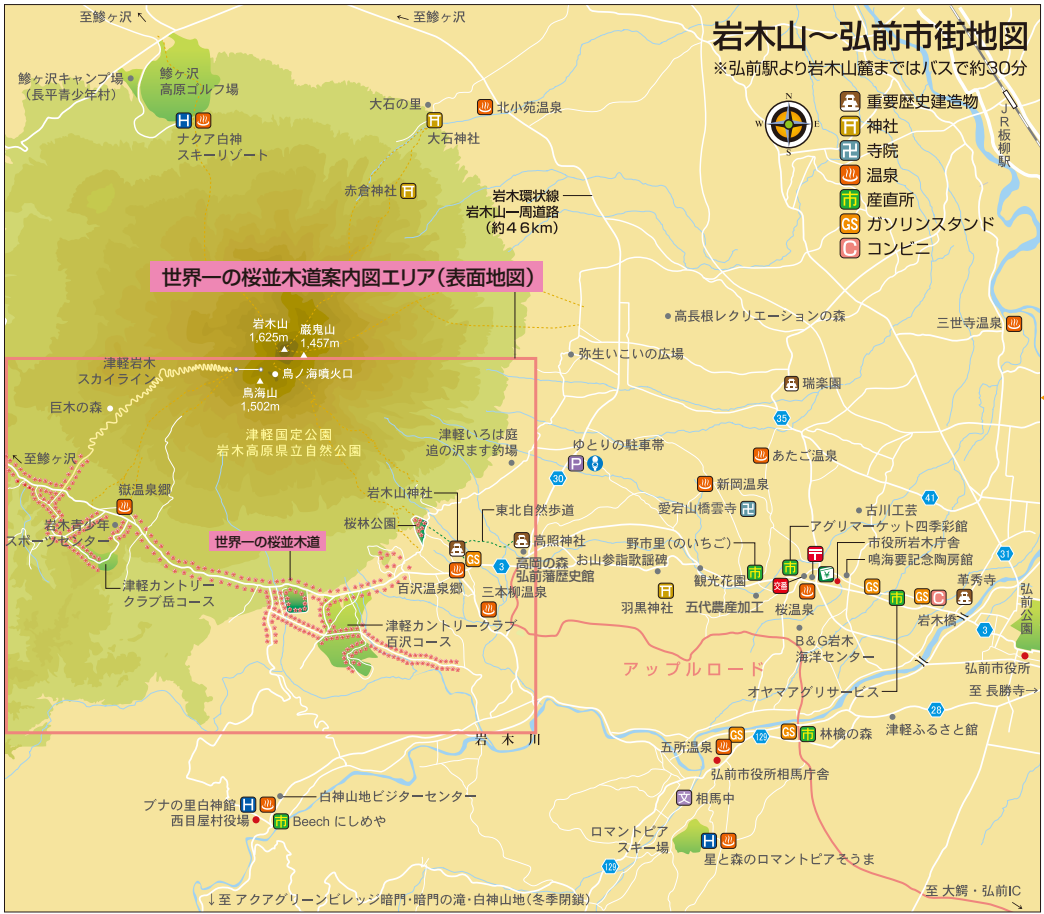 至鰺ヶ沢
至鰺ヶ沢
岩木山～弘前市街地図
※弘前駅より岩木山麓まではバスで約30分
鰺ヶ沢キャンプ場
（長平青少年村）
鰺ヶ沢
高原ゴルフ場
H
ナクア白神
スキーリゾート
大石の里
大石神社
北小苑温泉
赤倉神社
岩木環状線
岩木山一周道路
（約46km）
N
W
E
S
重要歴史建造物
神社
卍
寺院
温泉
市
産直所
GS
ガソリンスタンド
C
コンビニ
JR板柳駅
世界一の桜並木道案内図エリア（表面地図）
岩木山
1,625m
巌鬼山
1,457m
鳥ノ海噴火口
鳥海山
1,502m
津軽岩木
スカイライン
巨木の森
津軽国定公園
岩木高原県立自然公園
高長根レクリエーションの森
三世寺温泉
弥生いこいの広場
瑞楽園
35
津軽いろは庭
追の沢ます釣場
ゆとりの駐車帯
P
30
あたご温泉
新岡温泉
愛宕山橋雲寺
卍
41
古川工芸
アグリマーケット四季彩館
市役所岩木庁舎
鳴海要記念陶房館
31
至鰺ヶ沢
嶽温泉郷
岩木青少年
スポーツセンター
世界一の桜並木道
津軽カントリー
クラブ岳コース
岩木山神社
桜林公園
東北自然歩道
高照神社
高岡の森
弘前藩歴史館
GS
3
百沢温泉郷
三本柳温泉
津軽カントリークラブ
百沢コース
野市里（のいちご）
お山参詣歌謡碑
羽黒神社
観光花園
市
五代農産加工
市
〒
交番
桜温泉
GS
市
GS
C
革秀寺
岩木橋
3
弘前公園
弘前市役所
至 長勝寺→
B＆G岩木
海洋センター
アップルロード
オヤマアグリサービス
28
津軽ふるさと館
岩木川
五所温泉
GS
129
GS
市
林檎の森
弘前市役所相馬庁舎
文
相馬中
ロマントピア
スキー場
H
星と森のロマントピアそうま
129
ブナの里白神館
H
白神山地ビジターセンター
西目屋村役場
市
Beech にしめや
↓至 アクアグリーンビレッジ暗門・暗門の滝・白神山地（冬季閉鎖）
至 大鰐・弘前IC